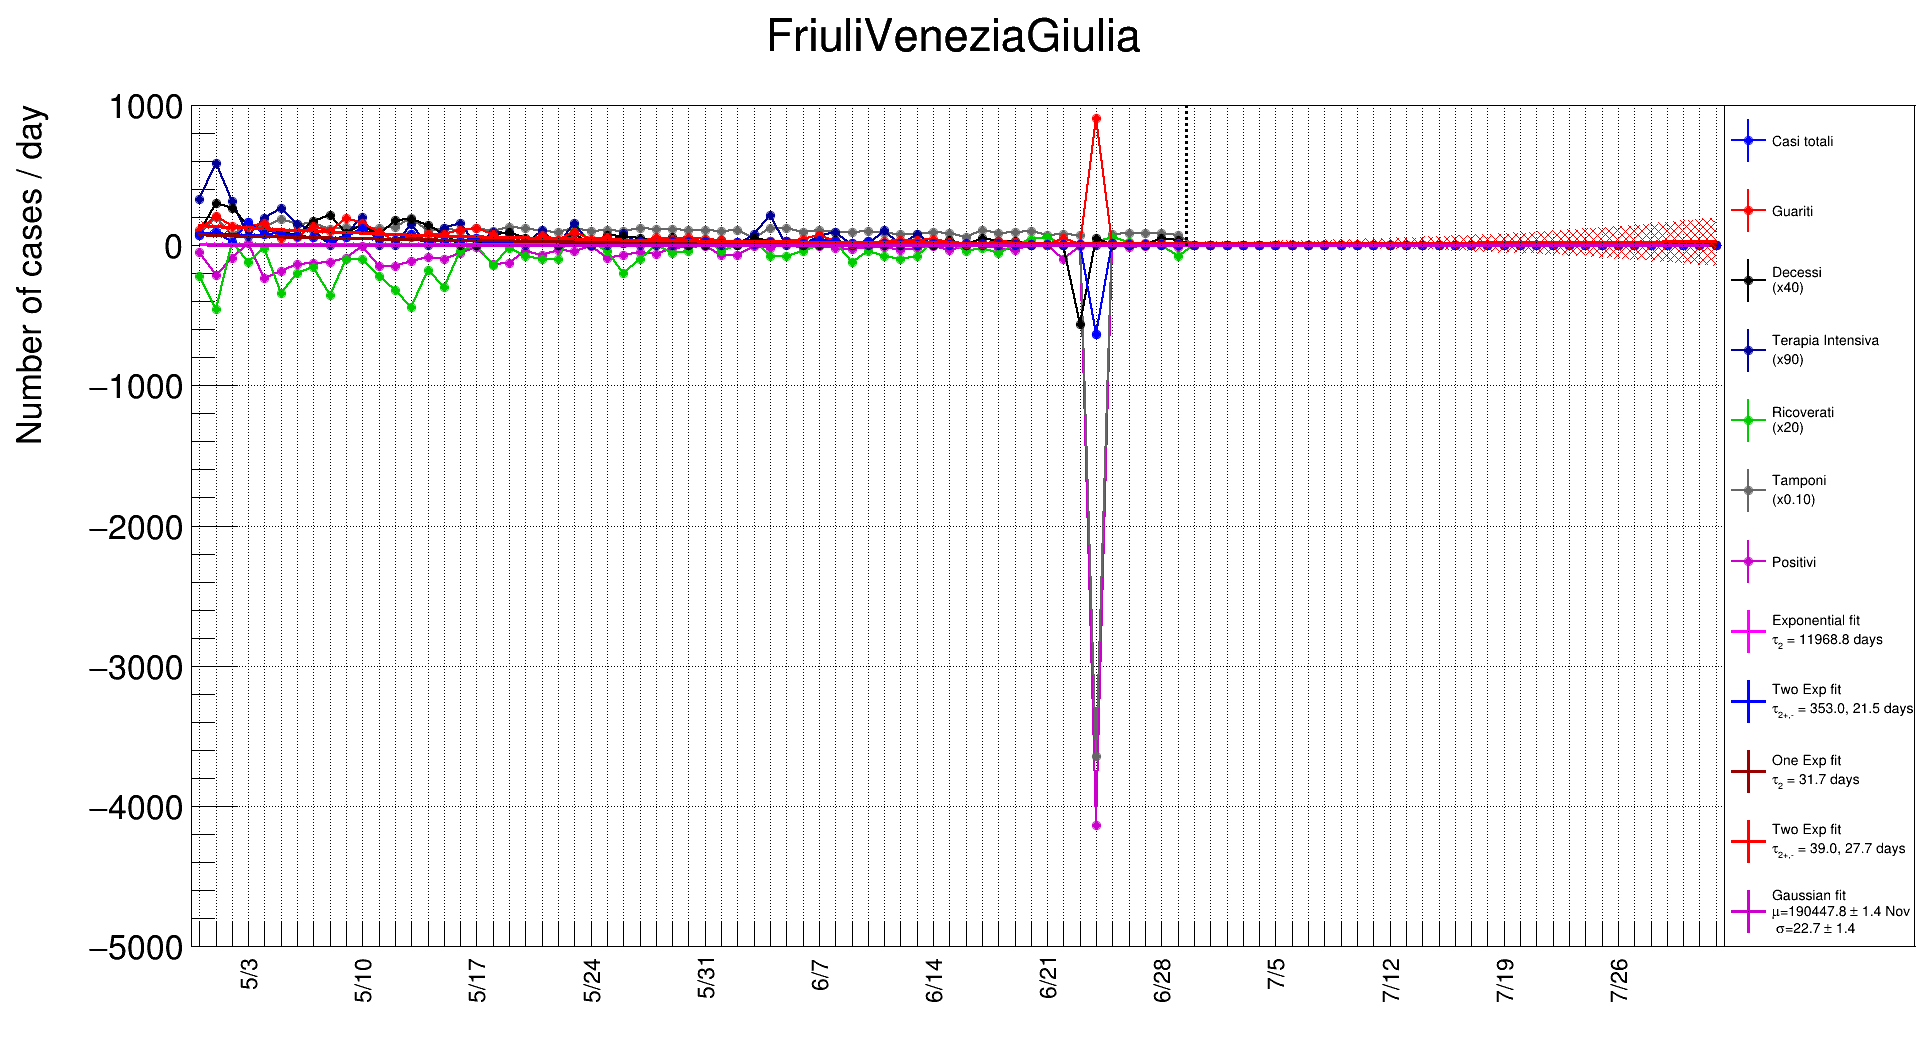 FriuliVeneziaGiulia
Number of cases / day
1000
0
−1000
−2000
−3000
−4000
−5000
5/3
5/10
5/17
5/24
5/31
6/7
6/14
6/21
6/28
7/5
7/12
7/19
7/26
Casi totali
Guariti
Decessi
(x40)
Terapia Intensiva
(x90)
Ricoverati
(x20)
Tamponi
(x0.10)
Positivi
Exponential fit
τ2 = 11968.8 days
Two Exp fit
τ2+,- = 353.0, 21.5 days
One Exp fit
τ2 = 31.7 days
Two Exp fit
τ2+,- = 39.0, 27.7 days
Gaussian fit
μ=190447.8 ± 1.4 Nov
σ=22.7 ± 1.4